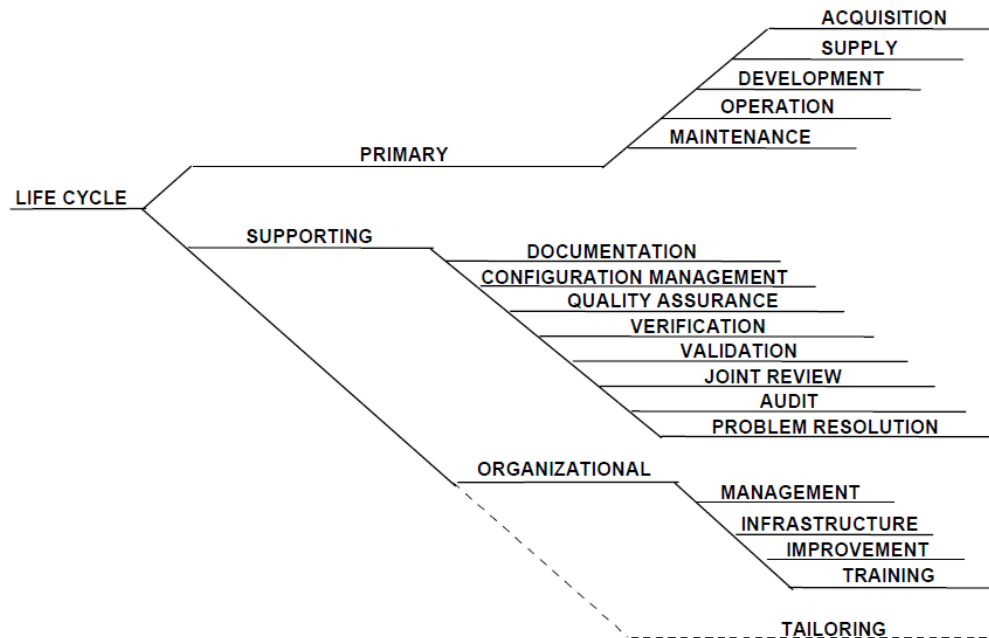 ACQUISITION
SUPPLY
DEVELOPMENT
OPERATION
MAINTENANCE
PRIMARY
LIFE CYCLE
SUPPORTING
DOCUMENTATION
CONFIGURATION MANAGEMENT
QUALITY ASSURANCE
VERIFICATION
VALIDATION
JOINT REVIEW
AUDIT
PROBLEM RESOLUTION
ORGANIZATIONAL
MANAGEMENT
INFRASTRUCTURE
IMPROVEMENT
TRAINING
TAILORING